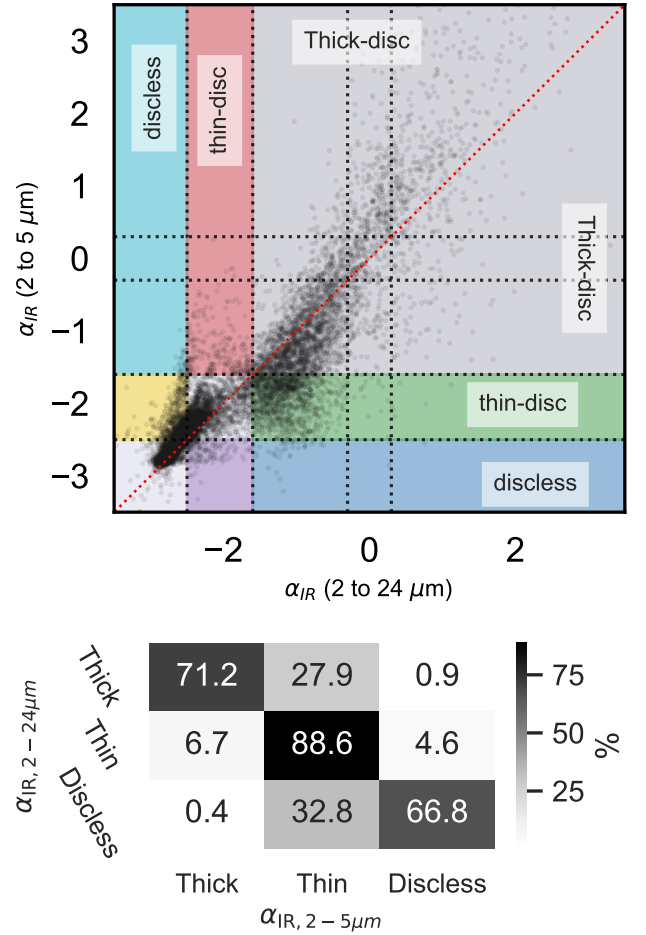 3
2
1
0
−1
−2
−3
α_IR (2 to 5 μm)
discless
thin-disc
Thick-disc
Thick-disc
thin-disc
discless
−2 0 2
α_IR (2 to 24 μm)
α_IR, 2−24μm
Thick 71.2 27.9 0.9
Thin 6.7 88.6 4.6
Discless 0.4 32.8 66.8
Thick Thin Discless
α_IR, 2−5μm
75
50
25
%